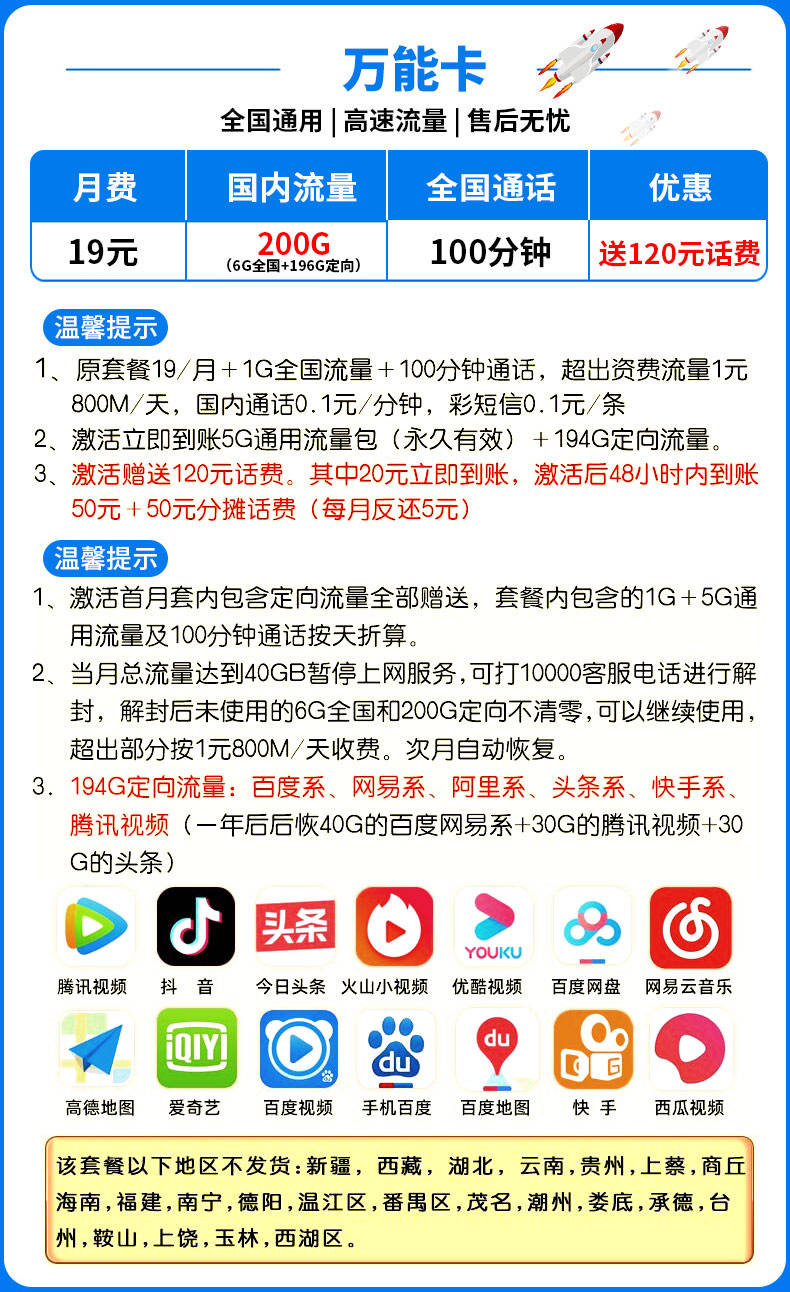 万能卡
全国通用 | 高速流量 | 售后无忧
月费 国内流量 全国通话 优惠
19元 200G 100分钟 送120元话费
（6G全国+196G定向）
温馨提示
1、原套餐19/月＋1G全国流量＋100分钟通话，超出资费流量1元
800M/天，国内通话0.1元/分钟，彩短信0.1元/条
2、激活立即到账5G通用流量包（永久有效）＋194G定向流量。
3、激活赠送120元话费。其中20元立即到账，激活后48小时内到账
50元＋50元分摊话费（每月反还5元）
温馨提示
1、激活首月套内包含定向流量全部赠送，套餐内包含的1G＋5G通
用流量及100分钟通话按天折算。
2、当月总流量达到40GB暂停上网服务,可打10000客服电话进行解
封，解封后未使用的6G全国和200G定向不清零,可以继续使用,
超出部分按1元800M/天收费。次月自动恢复。
3. 194G定向流量：百度系、网易系、阿里系、头条系、快手系、
腾讯视频（一年后后恢40G的百度网易系+30G的腾讯视频+30
G的头条）
头条 YOUKU
腾讯视频 抖 音 今日头条 火山小视频 优酷视频 百度网盘 网易云音乐
iQIYI du du
高德地图 爱奇艺 百度视频 手机百度 百度地图 快 手 西瓜视频
该套餐以下地区不发货:新疆，西藏，湖北，云南,贵州,上蔡,商丘
海南,福建,南宁,德阳,温江区,番禺区,茂名,潮州,娄底,承德,台
州,鞍山,上饶,玉林,西湖区。